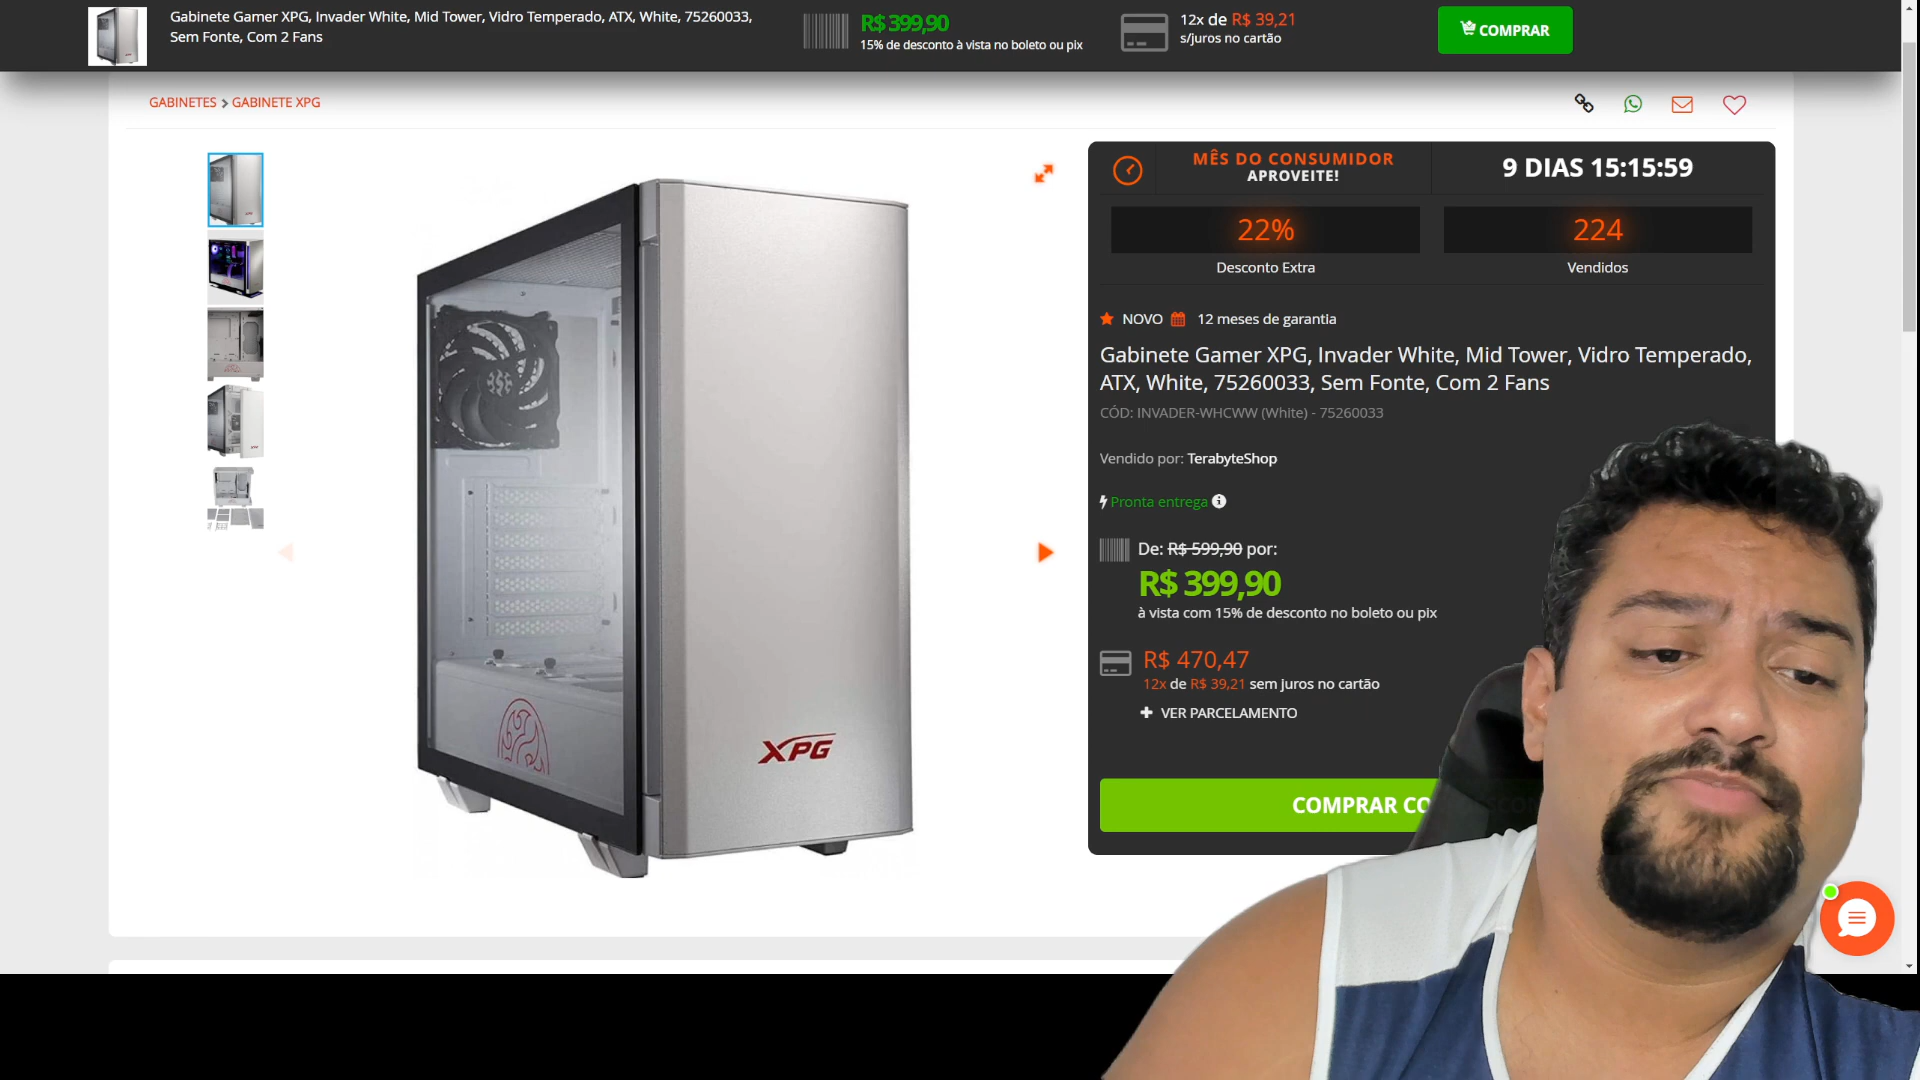 Gabinete Gamer XPG, Invader White, Mid Tower, Vidro Temperado, ATX, White, 75260033,
Sem Fonte, Com 2 Fans
R$ 399,90
15% de desconto à vista no boleto ou pix
12x de R$ 39,21
s/juros no cartão
COMPRAR
GABINETES > GABINETE XPG
MÊS DO CONSUMIDOR
APROVEITE!
9 DIAS 15:15:59
22%
Desconto Extra
224
Vendidos
NOVO 12 meses de garantia
Gabinete Gamer XPG, Invader White, Mid Tower, Vidro Temperado,
ATX, White, 75260033, Sem Fonte, Com 2 Fans
CÓD: INVADER-WHCWW (White) - 75260033
Vendido por: TerabyteShop
Pronta entrega
De: R$ 599,90 por:
R$ 399,90
à vista com 15% de desconto no boleto ou pix
R$ 470,47
12x de R$ 39,21 sem juros no cartão
+ VER PARCELAMENTO
COMPRAR CO
XPG